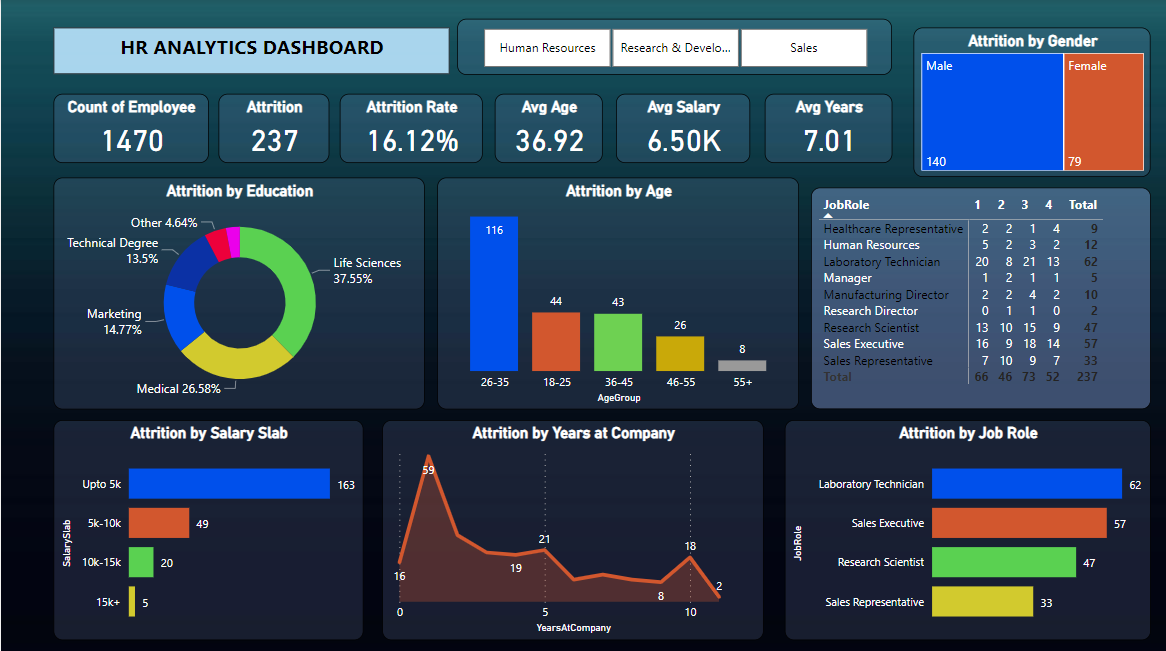 HR ANALYTICS DASHBOARD
Human Resources
Research & Develo...
Sales
Count of Employee
1470
Attrition
237
Attrition Rate
16.12%
Avg Age
36.92
Avg Salary
6.50K
Avg Years
7.01
Attrition by Gender
Male
Female
140
79
Attrition by Education
Other 4.64%
Technical Degree
13.5%
Life Sciences
37.55%
Marketing
14.77%
Medical 26.58%
Attrition by Age
116
44
43
26
8
26-35
18-25
36-45
46-55
55+
AgeGroup
JobRole 1 2 3 4 Total
Healthcare Representative 2 2 1 4 9
Human Resources 5 2 3 2 12
Laboratory Technician 20 8 21 13 62
Manager 1 2 1 1 5
Manufacturing Director 2 2 4 2 10
Research Director 0 1 1 0 2
Research Scientist 13 10 15 9 47
Sales Executive 16 9 18 14 57
Sales Representative 7 10 9 7 33
Total 66 46 73 52 237
Attrition by Salary Slab
SalarySlab
Upto 5k 163
5k-10k 49
10k-15k 20
15k+ 5
Attrition by Years at Company
59
16
19
21
8
18
2
0
5
10
YearsAtCompany
Attrition by Job Role
JobRole
Laboratory Technician 62
Sales Executive 57
Research Scientist 47
Sales Representative 33